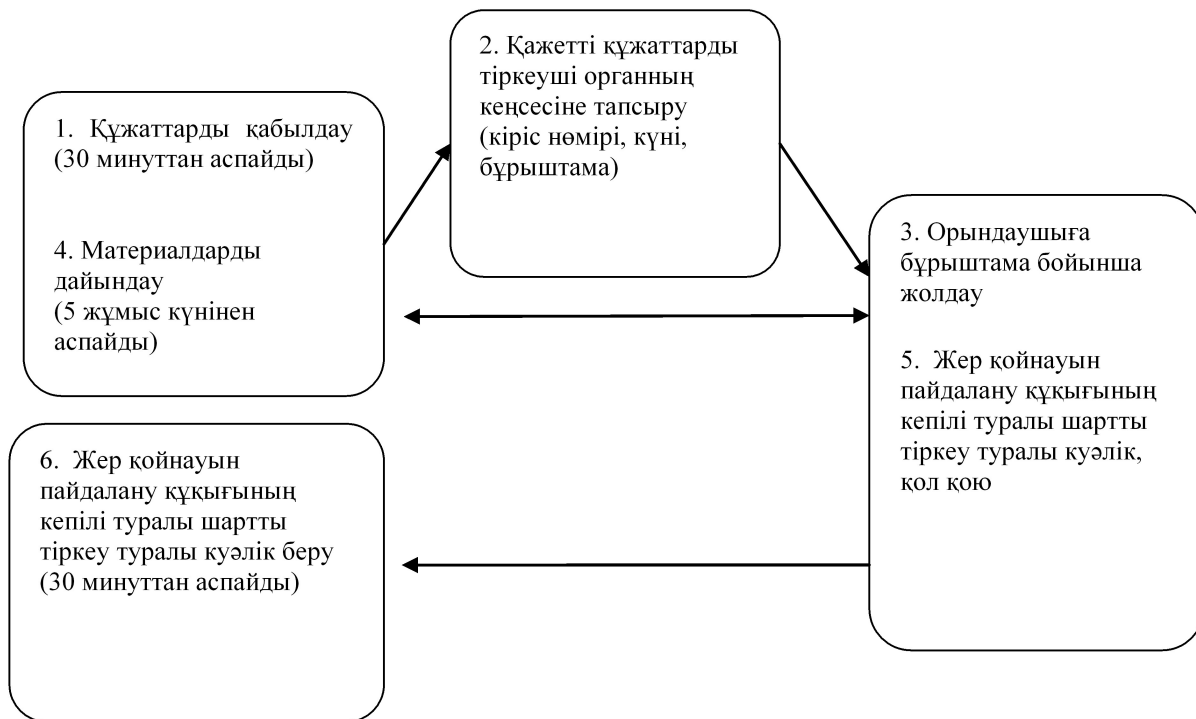 1. Құжаттарды қабылдау
(30 минуттан аспайды)
4. Материалдарды
дайындау
(5 жұмыс күнінен
аспайды)
2. Қажетті құжаттарды
тіркеуші органның
кеңсесіне тапсыру
(кіріс нөмірі, күні,
бұрыштама)
3. Орындаушыға
бұрыштама бойынша
жолдау
5. Жер қойнауын
пайдалану құқығының
кепілі туралы шартты
тіркеу туралы куәлік,
қол қою
6. Жер қойнауын
пайдалану құқығының
кепілі туралы шартты
тіркеу туралы куәлік беру
(30 минуттан аспайды)